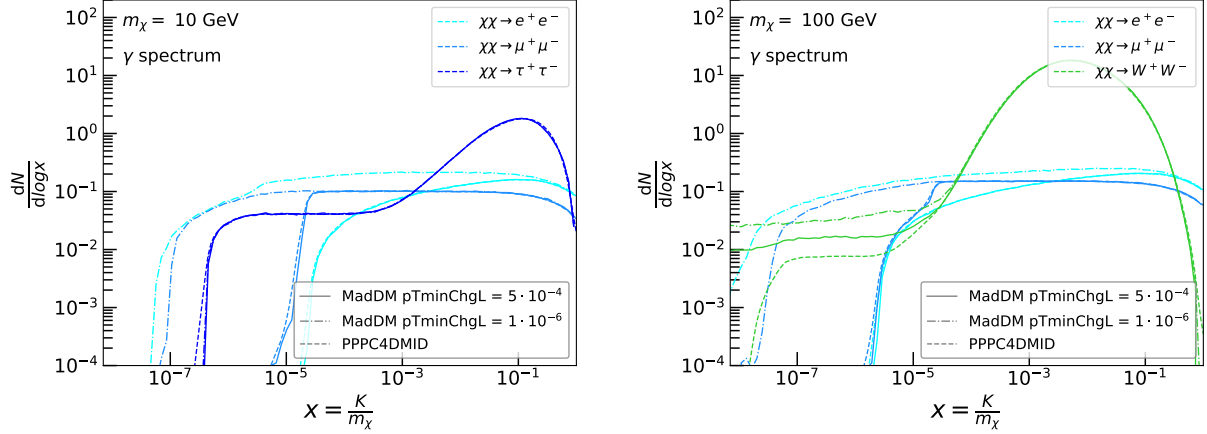 m_χ = 10 GeV
γ spectrum
χχ → e⁺e⁻
χχ → μ⁺μ⁻
χχ → τ⁺τ⁻
MadDM pTminChgL = 5 · 10⁻⁴
MadDM pTminChgL = 1 · 10⁻⁶
PPPC4DMID
10²
10¹
10⁰
10⁻¹
10⁻²
10⁻³
10⁻⁴
dN/dlogx
10⁻⁷ 10⁻⁵ 10⁻³ 10⁻¹
x = K/m_χ
m_χ = 100 GeV
γ spectrum
χχ → e⁺e⁻
χχ → μ⁺μ⁻
χχ → W⁺W⁻
MadDM pTminChgL = 5 · 10⁻⁴
MadDM pTminChgL = 1 · 10⁻⁶
PPPC4DMID
10²
10¹
10⁰
10⁻¹
10⁻²
10⁻³
10⁻⁴
dN/dlogx
10⁻⁷ 10⁻⁵ 10⁻³ 10⁻¹
x = K/m_χ